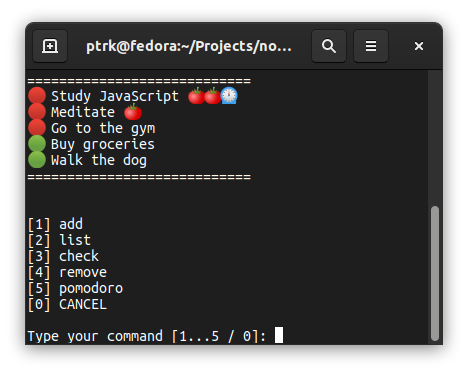 ptrk@fedora:~/Projects/no...
============================
🔴 Study JavaScript 🍅🍅⏲️
🔴 Meditate 🍅
🔴 Go to the gym
🟢 Buy groceries
🟢 Walk the dog
============================
[1] add
[2] list
[3] check
[4] remove
[5] pomodoro
[0] CANCEL
Type your command [1...5 / 0]: